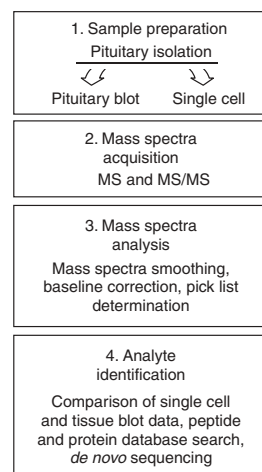 1. Sample preparation
Pituitary isolation
Pituitary blot Single cell
2. Mass spectra
acquisition
MS and MS/MS
3. Mass spectra
analysis
Mass spectra smoothing,
baseline correction, pick list
determination
4. Analyte
identification
Comparison of single cell
and tissue blot data, peptide
and protein database search,
de novo sequencing